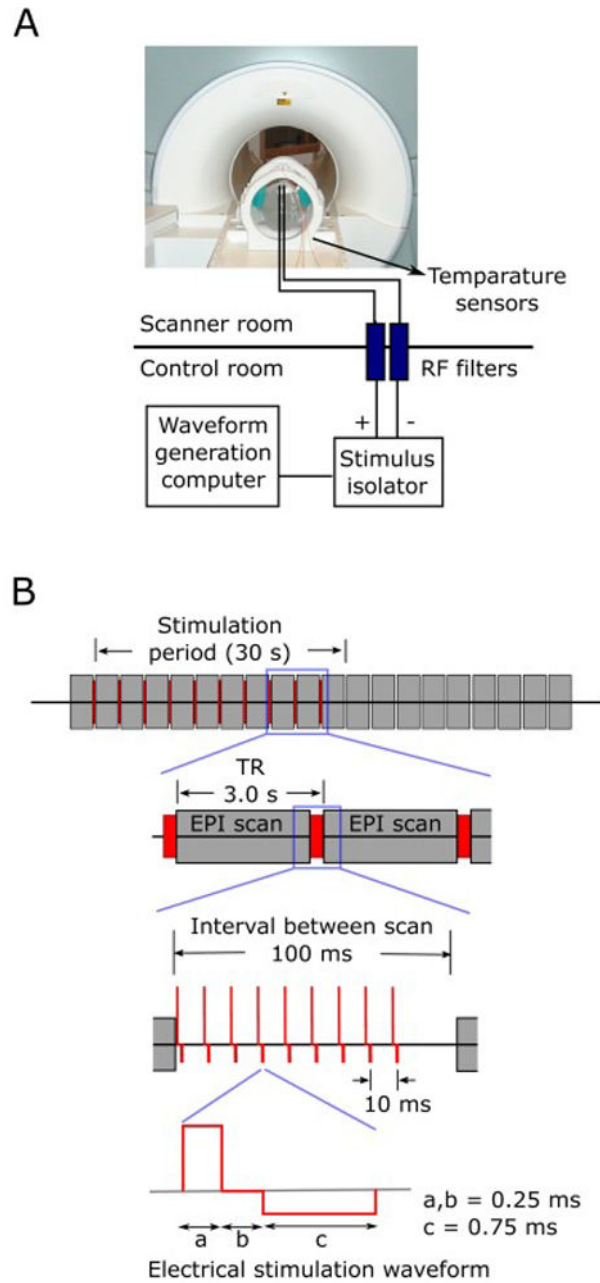 A
Temparature
sensors
Scanner room
Control room
RF filters
+ -
Waveform
generation
computer
Stimulus
isolator
B
Stimulation
period (30 s)
TR
3.0 s
EPI scan EPI scan
Interval between scan
100 ms
10 ms
a,b = 0.25 ms
c = 0.75 ms
a b c
Electrical stimulation waveform